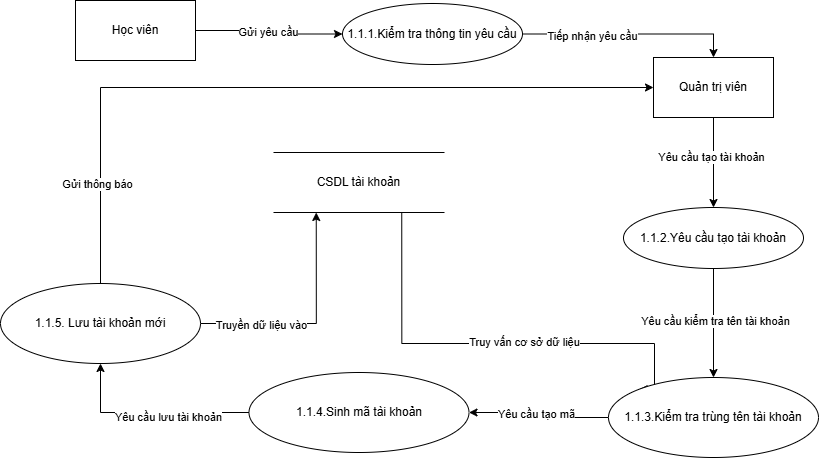 Học viên
Gửi yêu cầu
1.1.1.Kiểm tra thông tin yêu cầu
Tiếp nhận yêu cầu
Quản trị viên
Yêu cầu tạo tài khoản
CSDL tài khoản
Gửi thông báo
1.1.2.Yêu cầu tạo tài khoản
1.1.5. Lưu tài khoản mới
Truyền dữ liệu vào
Yêu cầu kiểm tra tên tài khoản
Truy vấn cơ sở dữ liệu
1.1.4.Sinh mã tài khoản
Yêu cầu lưu tài khoản
Yêu cầu tạo mã
1.1.3.Kiểm tra trùng tên tài khoản